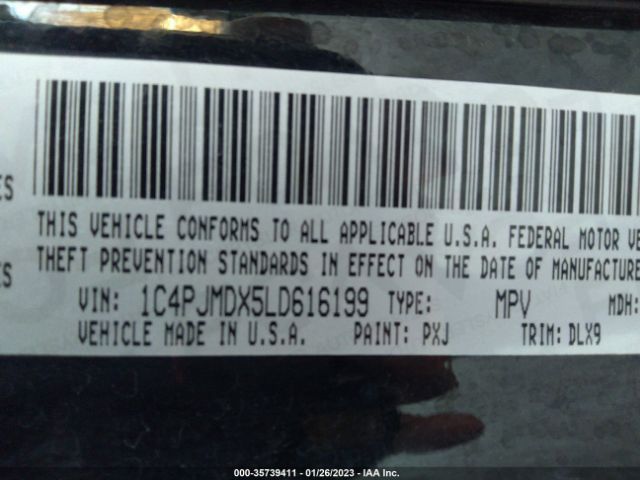 ES
THIS VEHICLE CONFORMS TO ALL APPLICABLE U.S.A. FEDERAL MOTOR VE
THEFT PREVENTION STANDARDS IN EFFECT ON THE DATE OF MANUFACTURE
ES
VIN: 1C4PJMDX5LD616199 TYPE: MPV MDH:
VEHICLE MADE IN U.S.A. PAINT: PXJ TRIM: DLX9
000-35739411 - 01/26/2023 - IAA Inc.